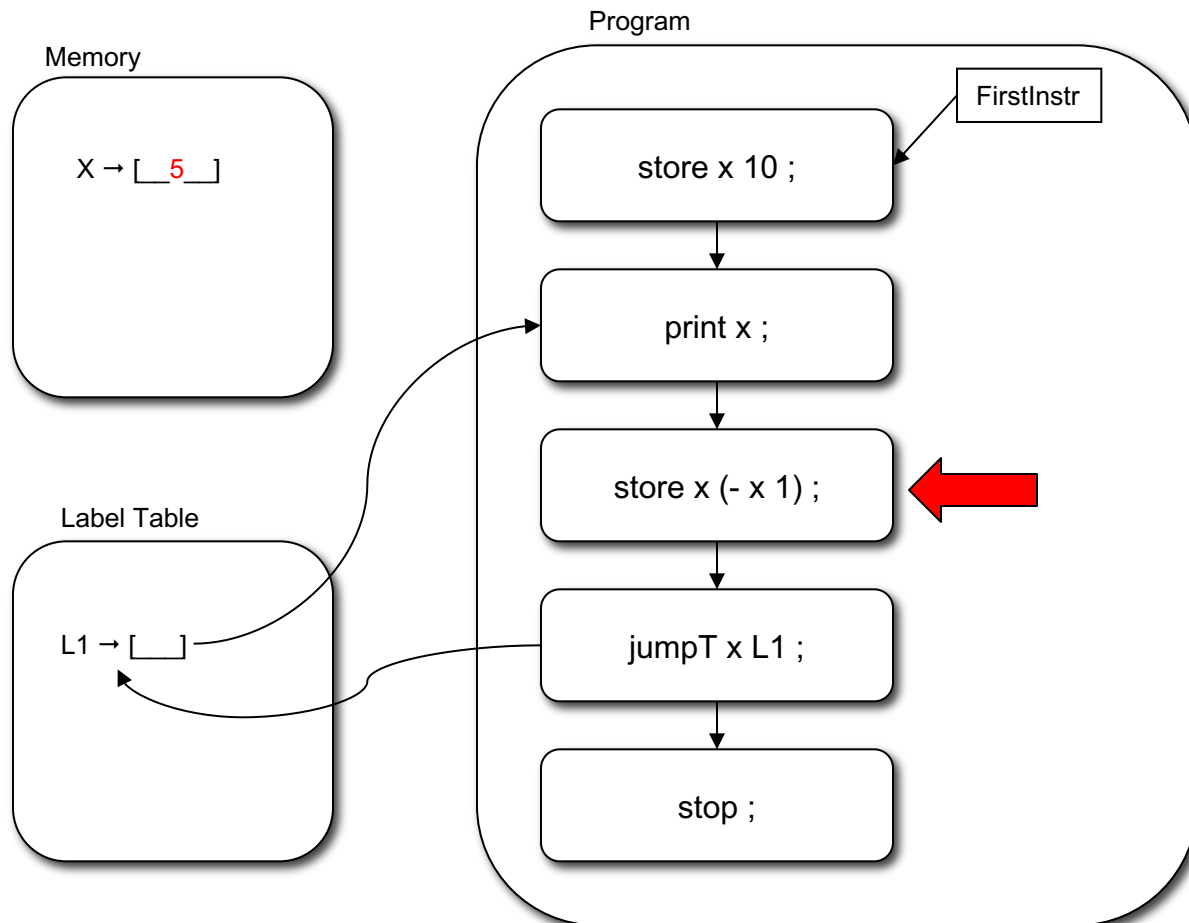 Program
Memory
FirstInstr
X → [__5__]
store x 10 ;
print x ;
store x (- x 1) ;
Label Table
L1 → [___]
jumpT x L1 ;
stop ;